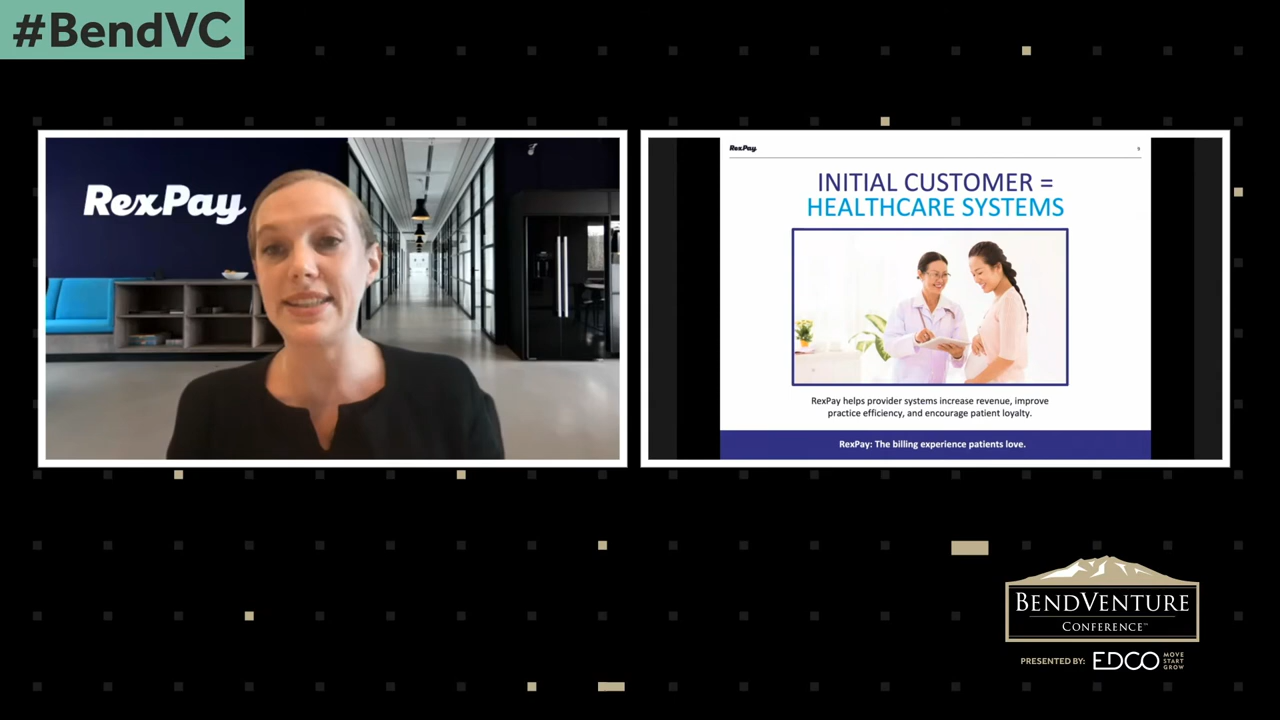 #BendVC
RexPay
RexPay
INITIAL CUSTOMER =
HEALTHCARE SYSTEMS
RexPay helps provider systems increase revenue, improve
practice efficiency, and encourage patient loyalty.
RexPay: The billing experience patients love.
BENDVENTURE
CONFERENCE™
PRESENTED BY: EDCO MOVE
START
GROW